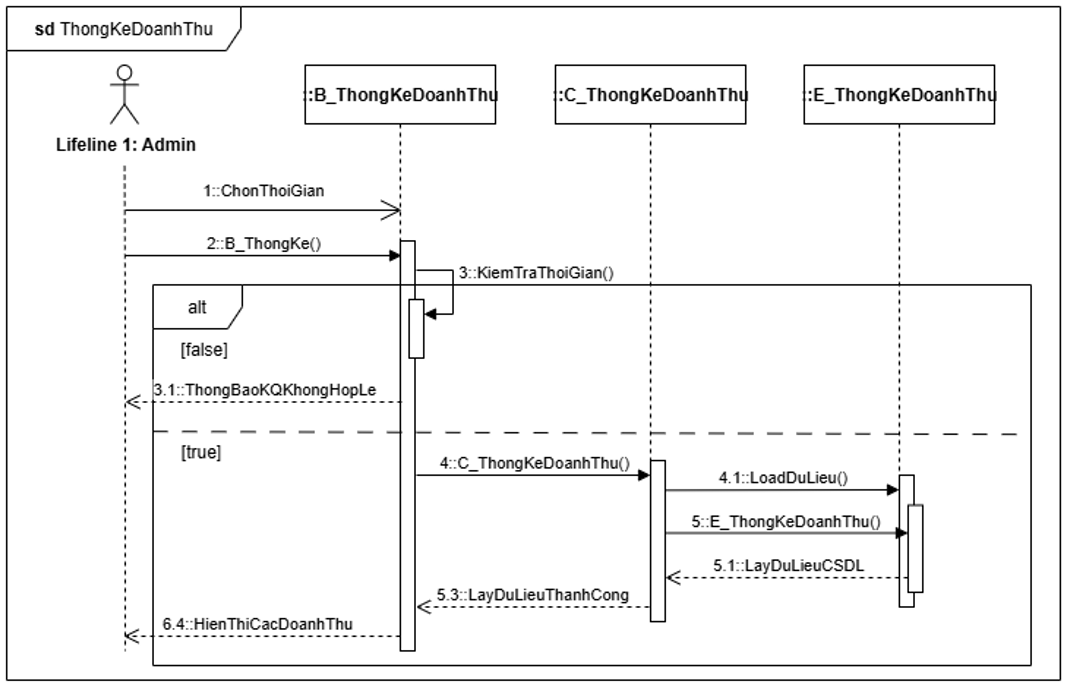 sd ThongKeDoanhThu
::B_ThongKeDoanhThu
::C_ThongKeDoanhThu
::E_ThongKeDoanhThu
Lifeline 1: Admin
1::ChonThoiGian
2::B_ThongKe()
3::KiemTraThoiGian()
alt
[false]
3.1::ThongBaoKQKhongHopLe
[true]
4::C_ThongKeDoanhThu()
4.1::LoadDuLieu()
5::E_ThongKeDoanhThu()
5.1::LayDuLieuCSDL
5.3::LayDuLieuThanhCong
6.4::HienThiCacDoanhThu